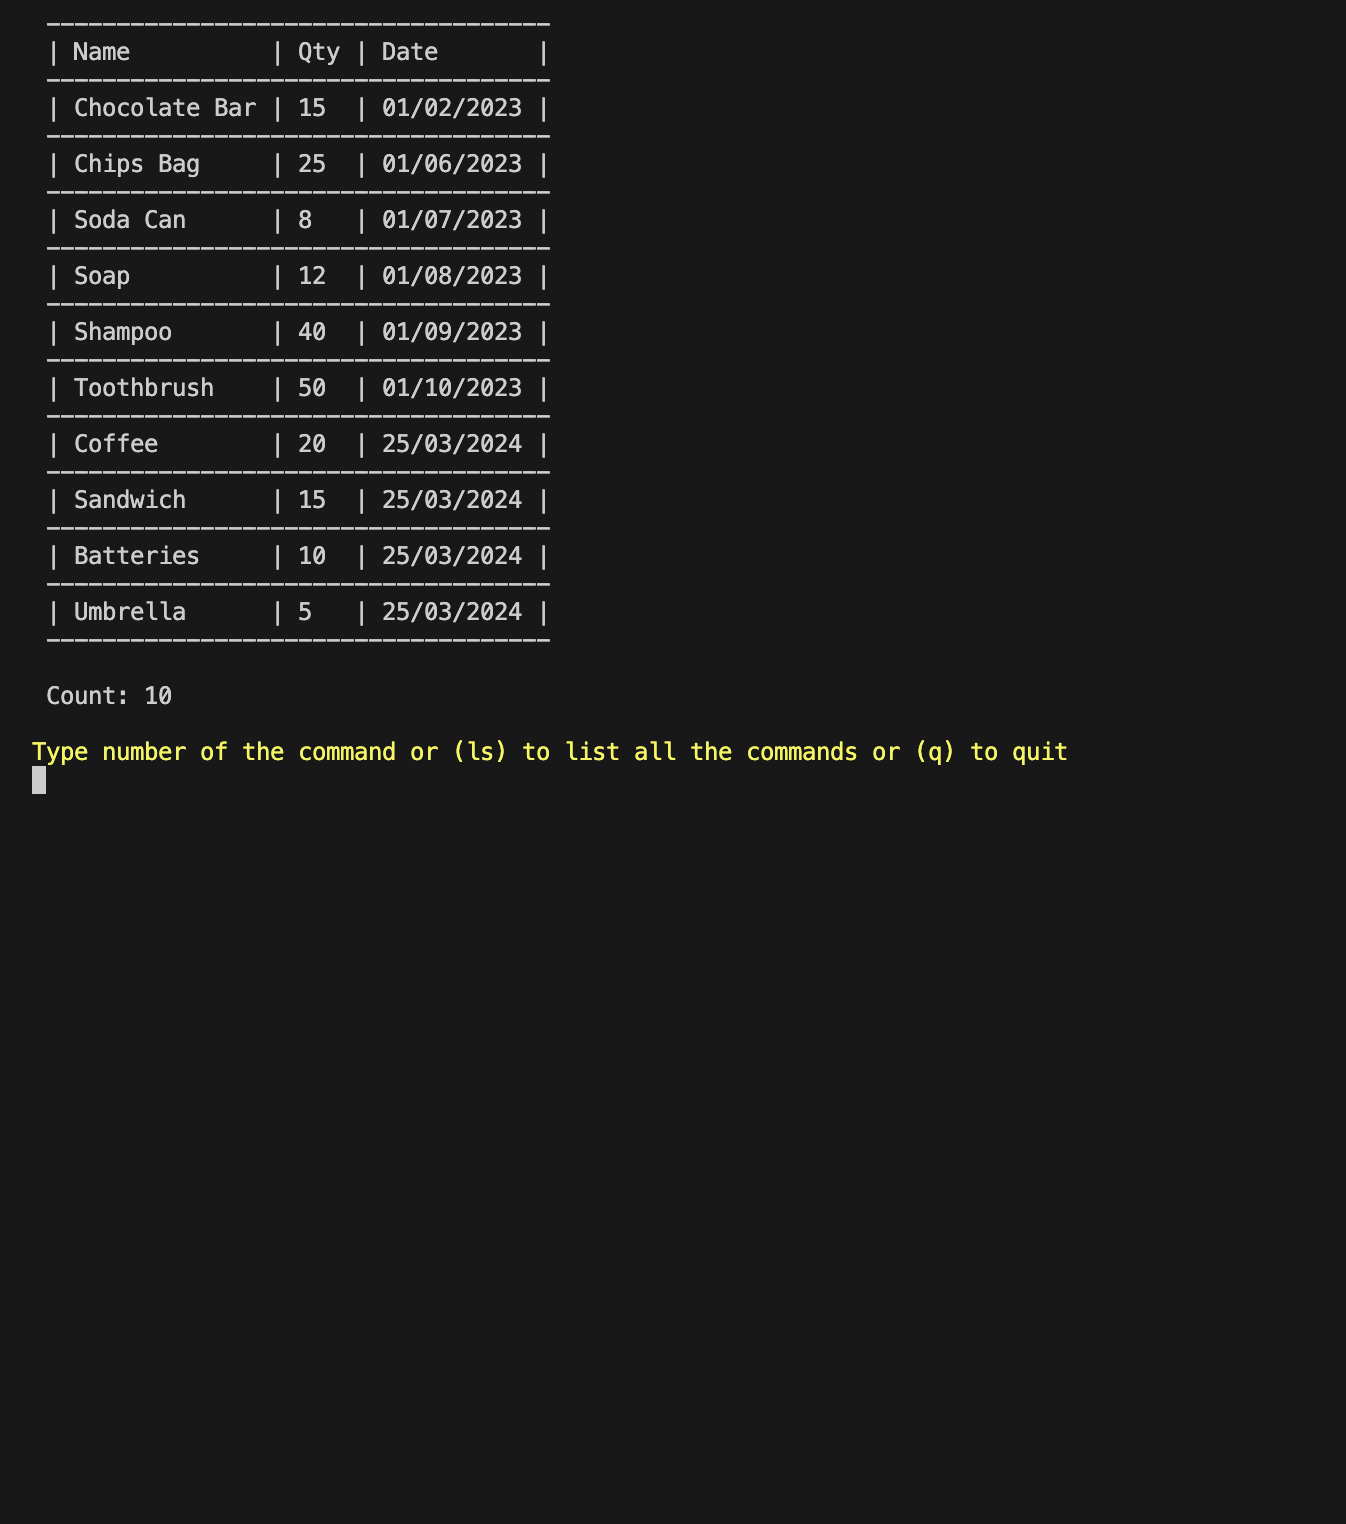 | Name | Qty | Date |
| Chocolate Bar | 15 | 01/02/2023 |
| Chips Bag | 25 | 01/06/2023 |
| Soda Can | 8 | 01/07/2023 |
| Soap | 12 | 01/08/2023 |
| Shampoo | 40 | 01/09/2023 |
| Toothbrush | 50 | 01/10/2023 |
| Coffee | 20 | 25/03/2024 |
| Sandwich | 15 | 25/03/2024 |
| Batteries | 10 | 25/03/2024 |
| Umbrella | 5 | 25/03/2024 |
Count: 10
Type number of the command or (ls) to list all the commands or (q) to quit